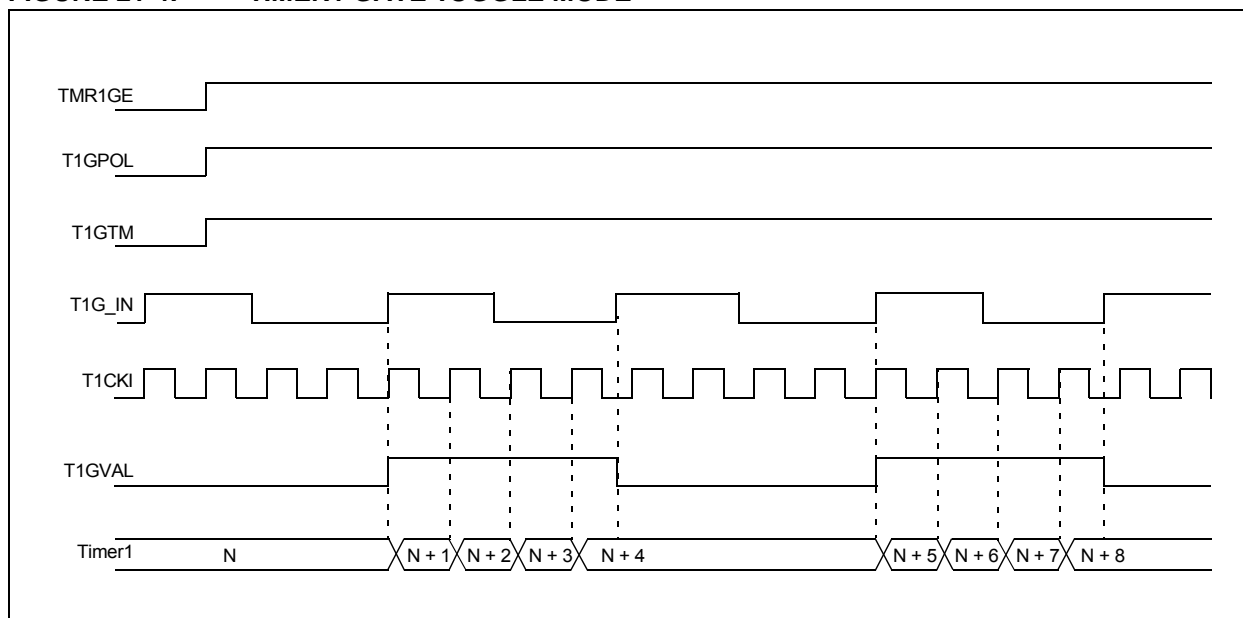 TMR1GE
T1GPOL
T1GTM
T1G_IN
T1CKI
T1GVAL
Timer1 N N + 1 N + 2 N + 3 N + 4 N + 5 N + 6 N + 7 N + 8